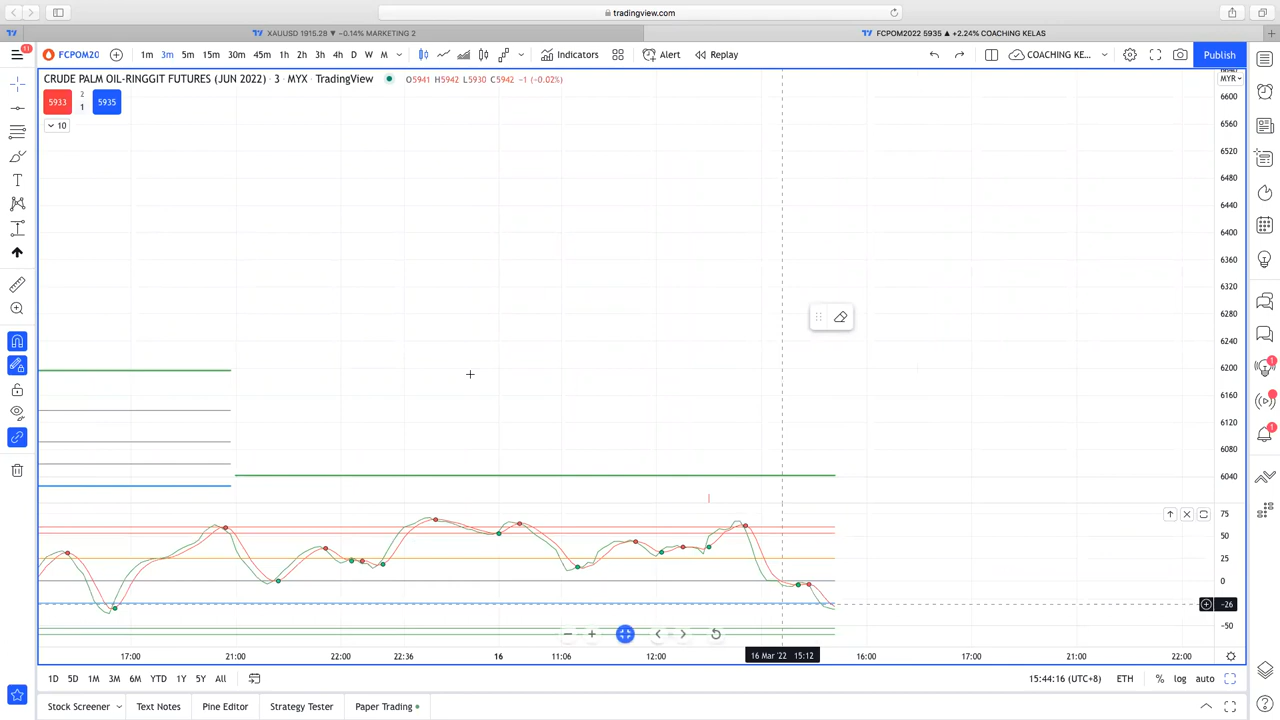 tradingview.com
XAUUSD 1915.28 ▼ −0.14% MARKETING 2
FCPOM2022 5935 ▲ +2.24% COACHING KELAS
11
FCPOM20
1m 3m 5m 15m 30m 45m 1h 2h 3h 4h D W M
Indicators
Alert
Replay
COACHING KE...
Publish
CRUDE PALM OIL-RINGGIT FUTURES (JUN 2022) · 3 · MYX · TradingView
O5941 H5942 L5930 C5942 −1 (−0.02%)
MYR
5933
2
1
5935
10
6600
6560
6520
6480
6440
6400
6360
6320
6280
6240
6200
6160
6120
6080
6040
75
50
25
0
−26
−50
1
1
17:00 21:00 22:00 22:36 16 11:06 12:00 16 Mar '22 15:12 16:00 17:00 21:00 22:00
1D 5D 1M 3M 6M YTD 1Y 5Y All
15:44:16 (UTC+8) ETH % log auto
Stock Screener Text Notes Pine Editor Strategy Tester Paper Trading